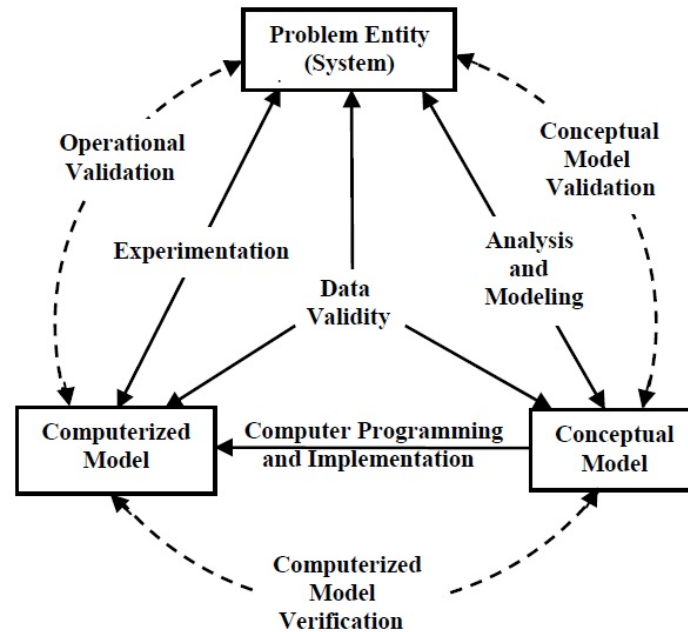 Problem Entity
(System)
Operational
Validation
Conceptual
Model
Validation
Experimentation
Analysis
and
Modeling
Data
Validity
Computerized
Model
Computer Programming
and Implementation
Conceptual
Model
Computerized
Model
Verification